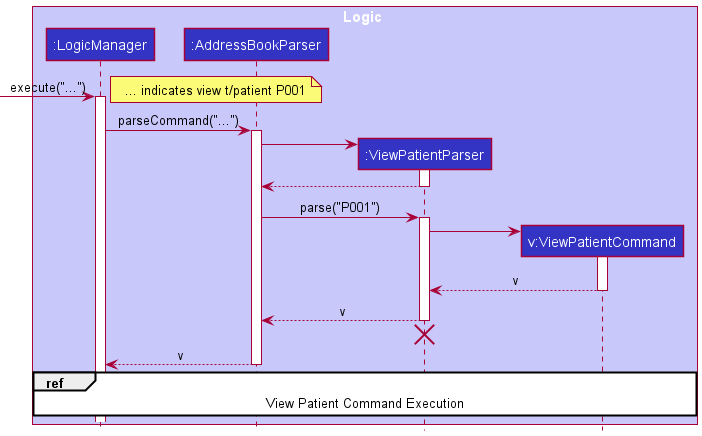 Logic
:LogicManager
:AddressBookParser
execute("...")
... indicates view t/patient P001
parseCommand("...")
:ViewPatientParser
parse("P001")
v:ViewPatientCommand
v
v
v
ref
View Patient Command Execution